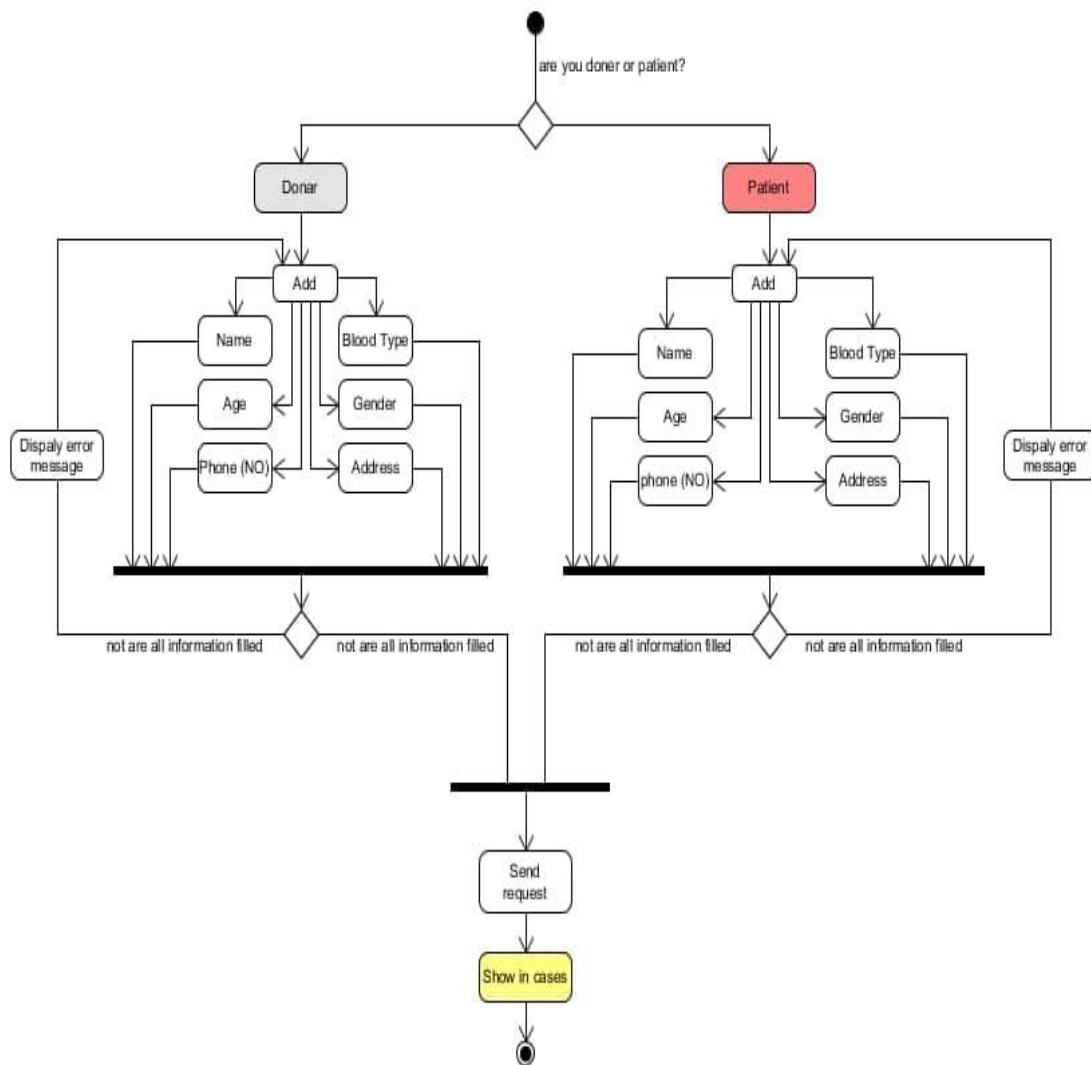 are you doner or patient?
Donar
Patient
Add
Add
Name
Blood Type
Name
Blood Type
Age
Gender
Age
Gender
Dispaly error
message
Phone (NO)
Address
phone (NO)
Address
Dispaly error
message
not are all information filled
not are all information filled
not are all information filled
not are all information filled
Send
request
Show in cases